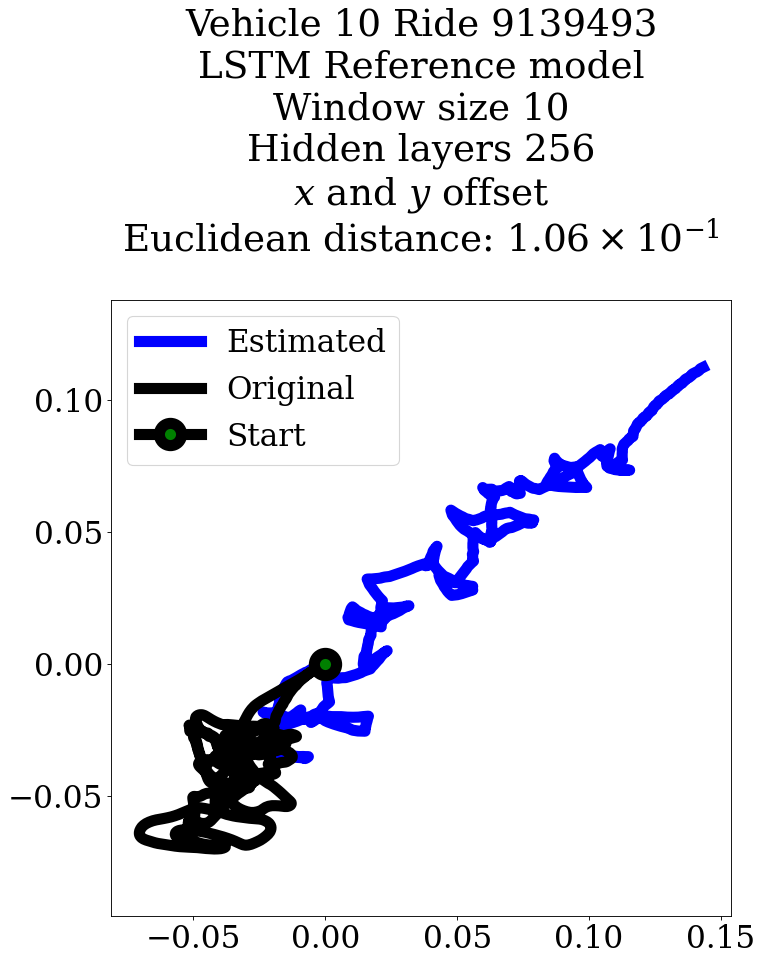 Vehicle 10 Ride 9139493
LSTM Reference model
Window size 10
Hidden layers 256
x and y offset
Euclidean distance: 1.06 × 10⁻¹
Estimated
Original
Start
0.10
0.05
0.00
−0.05
−0.05 0.00 0.05 0.10 0.15